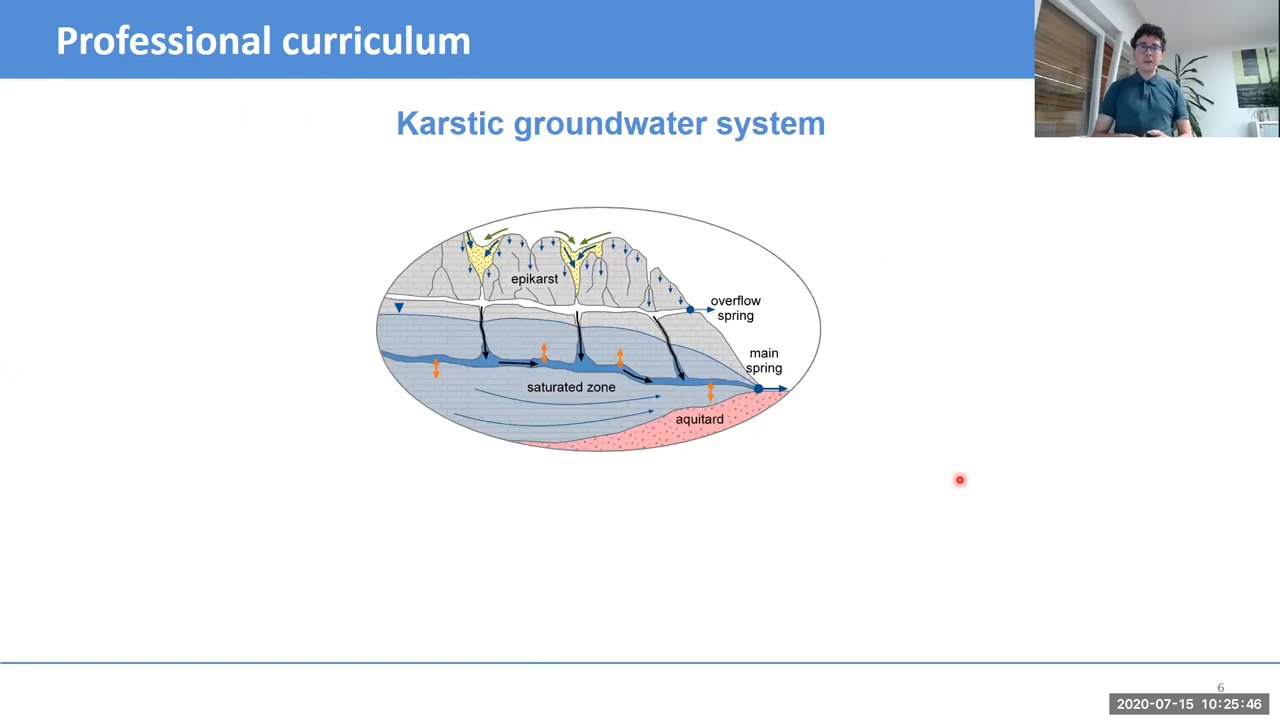 Professional curriculum
Karstic groundwater system
epikarst
overflow
spring
main
spring
saturated zone
aquitard
6
2020-07-15 10:25:46